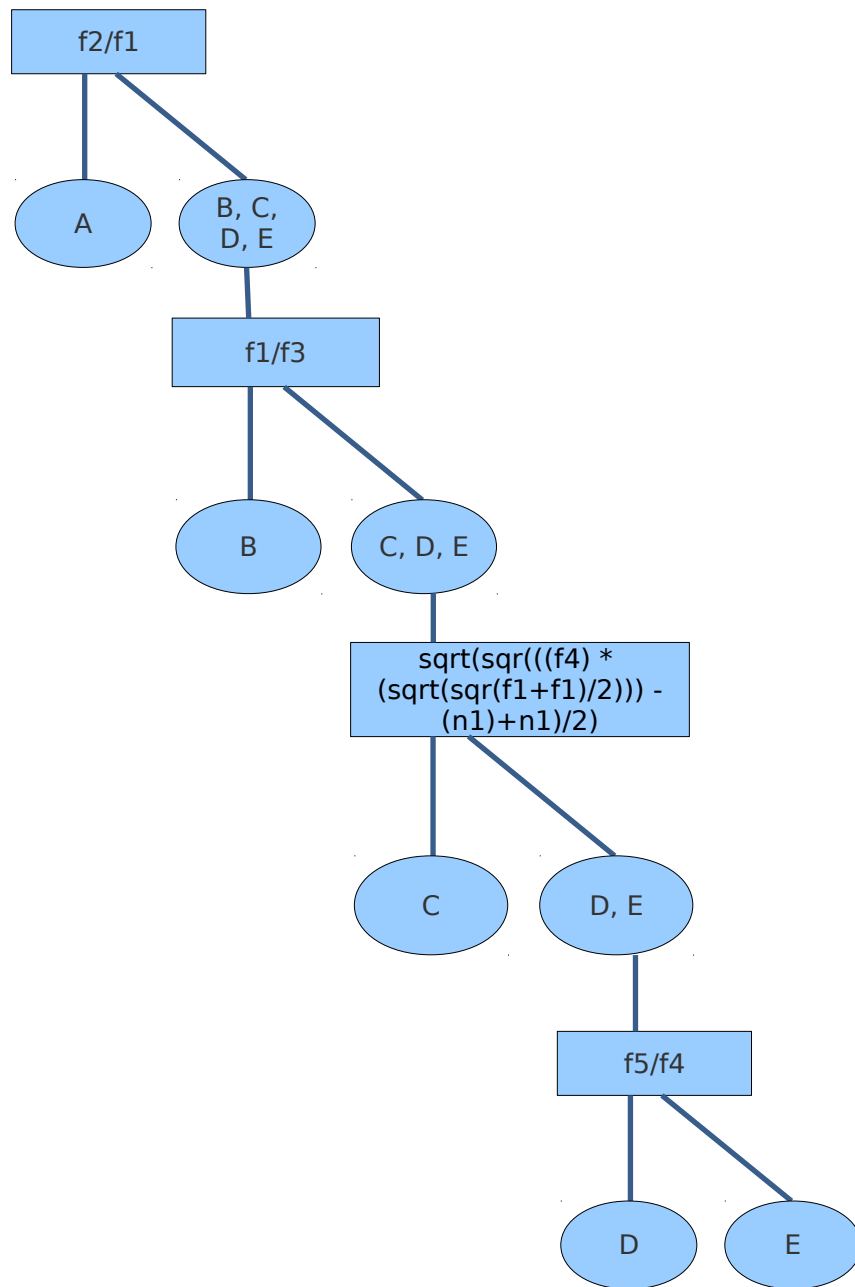 f2/f1
A
B, C,
D, E
f1/f3
B
C, D, E
sqrt(sqr(((f4) *
(sqrt(sqr(f1+f1)/2))) -
(n1)+n1)/2)
C
D, E
f5/f4
D
E